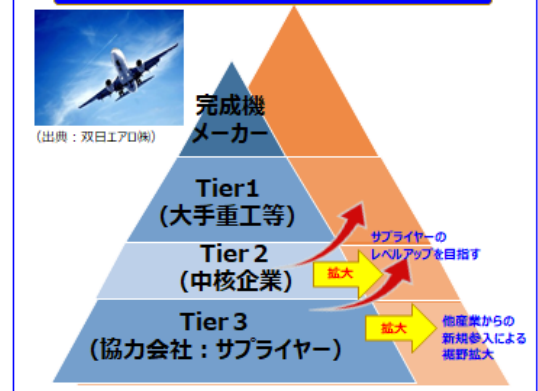 （出典：双日エアロ㈱）
完成機
メーカー
Tier1
（大手重工等）
サプライヤーの
レベルアップを目指す
Tier２
（中核企業）
拡大
Tier３
（協力会社：サプライヤー）
拡大
他産業からの
新規参入による
裾野拡大